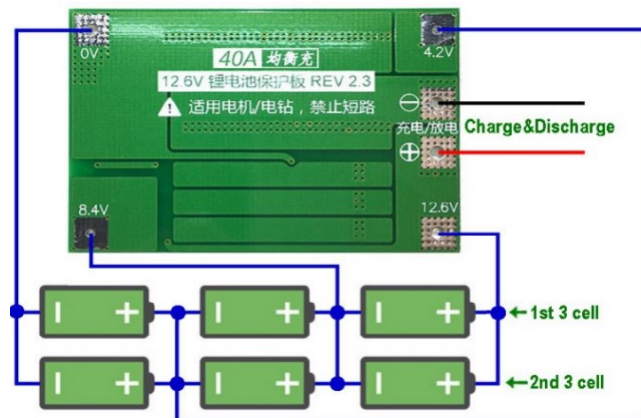 0V
4.2V
40A 均衡充
12.6V 锂电池保护板 REV 2.3
适用电机/电钻，禁止短路
充电/放电
Charge&Discharge
8.4V
12.6V
1st 3 cell
2nd 3 cell